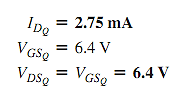 I_{D_Q} = 2.75 mA
V_{GS_Q} = 6.4 V
V_{DS_Q} = V_{GS_Q} = 6.4 V